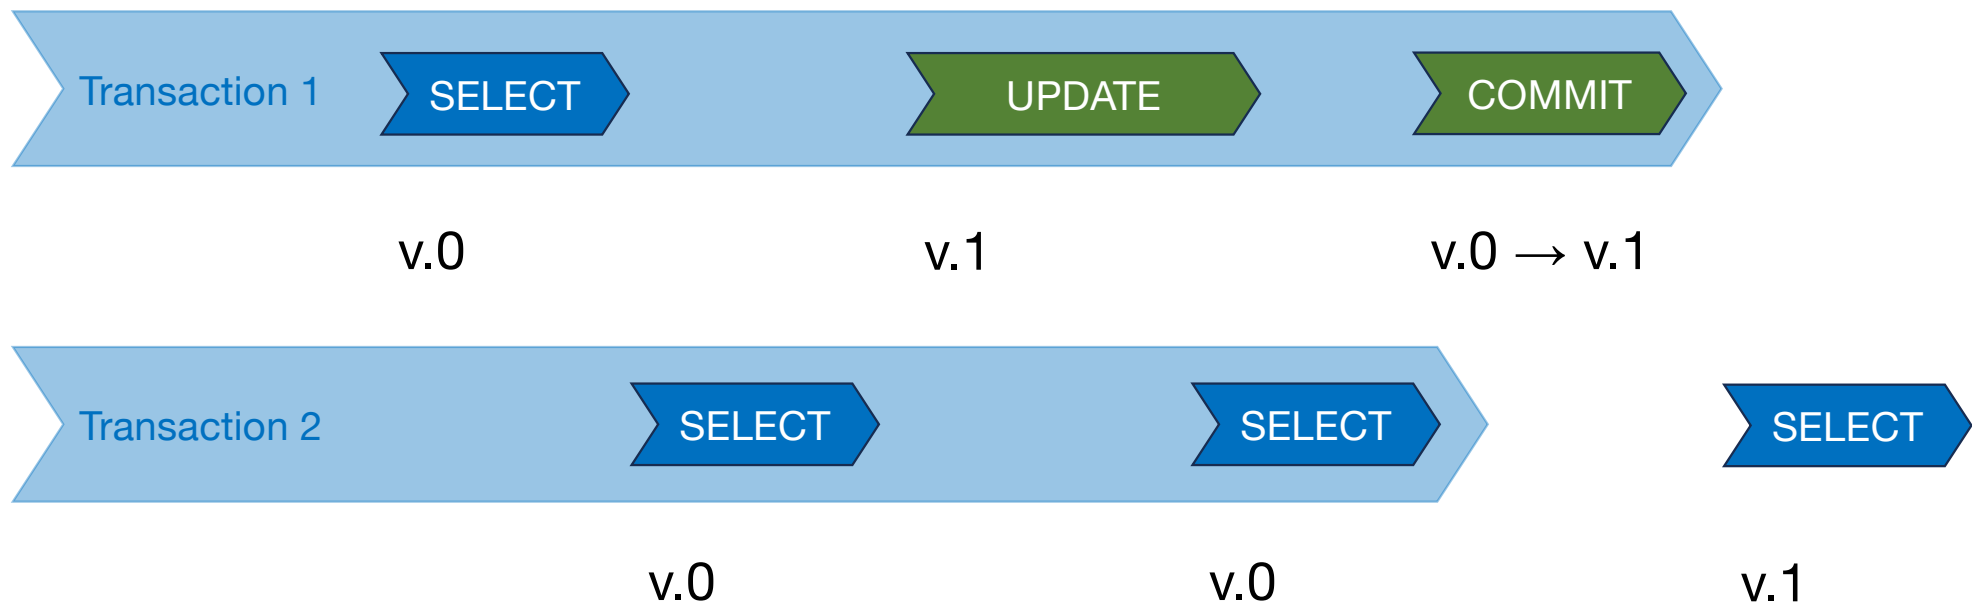 Transaction 1 SELECT UPDATE COMMIT
v.0 v.1 v.0 → v.1
Transaction 2 SELECT SELECT SELECT
v.0 v.0 v.1